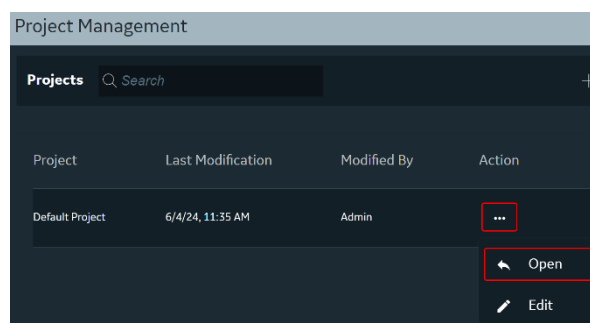 Project Management
Projects Search
Project Last Modification Modified By Action
Default Project 6/4/24, 11:35 AM Admin ...
Open
Edit